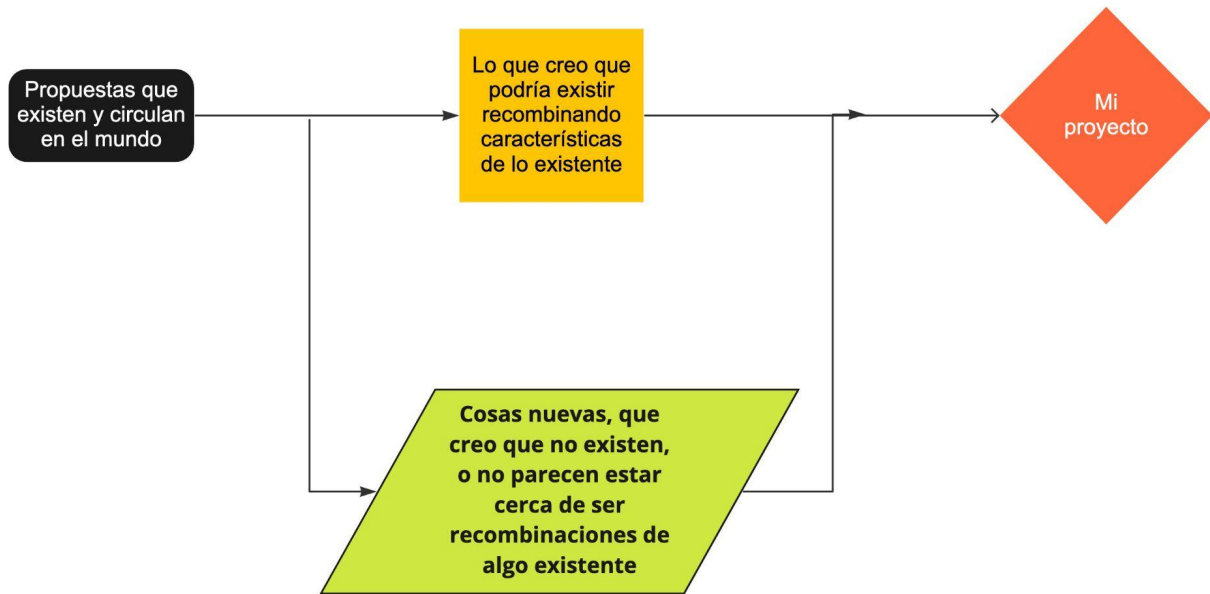 Propuestas que
existen y circulan
en el mundo
Lo que creo que
podría existir
recombinando
características
de lo existente
Mi
proyecto
Cosas nuevas, que
creo que no existen,
o no parecen estar
cerca de ser
recombinaciones de
algo existente